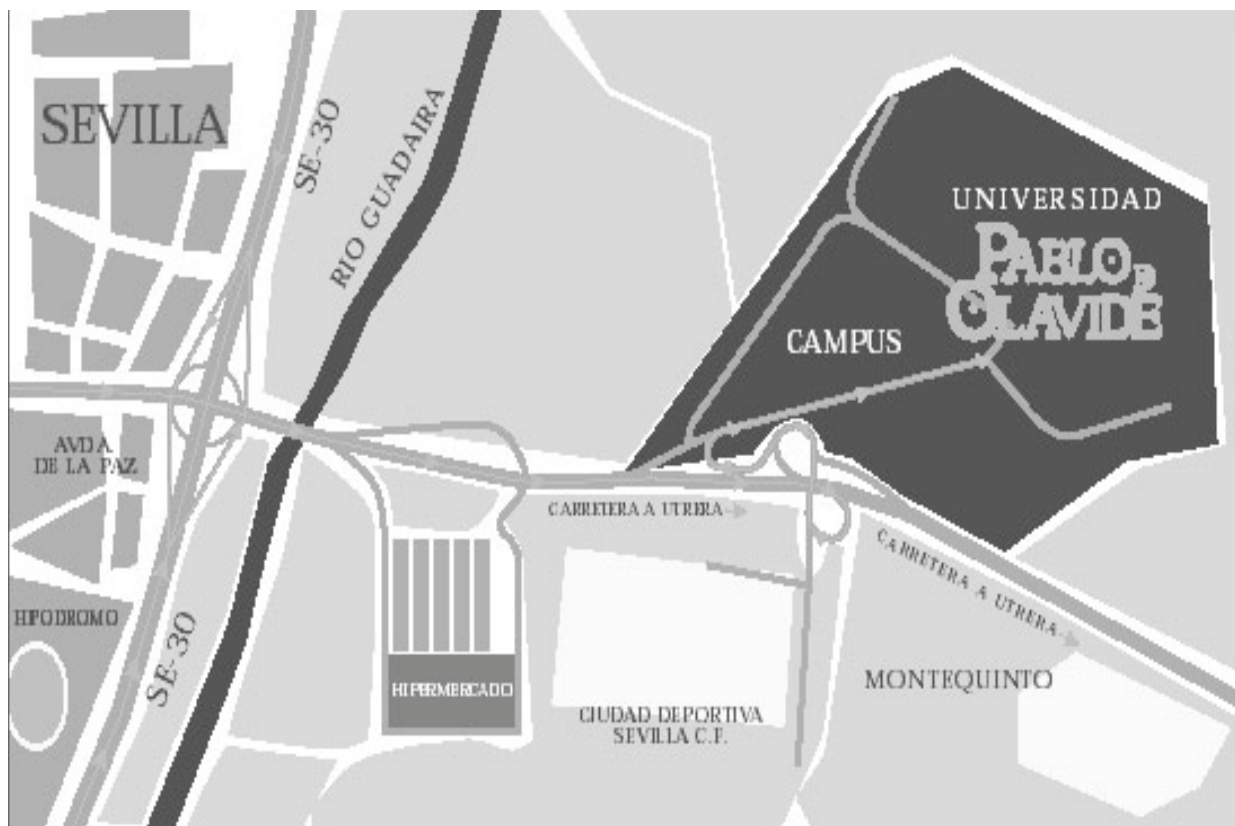 SEVILLA
SE-30
RIO GUADAIRA
UNIVERSIDAD
PABLO DE
OLAVIDE
CAMPUS
AVDA.
DE LA PAZ
CARRETERA A UTRERA
CARRETERA A UTRERA
HIPODROMO
SE-30
HIPERMERCADO
CIUDAD DEPORTIVA
SEVILLA C.F.
MONTEQUINTO